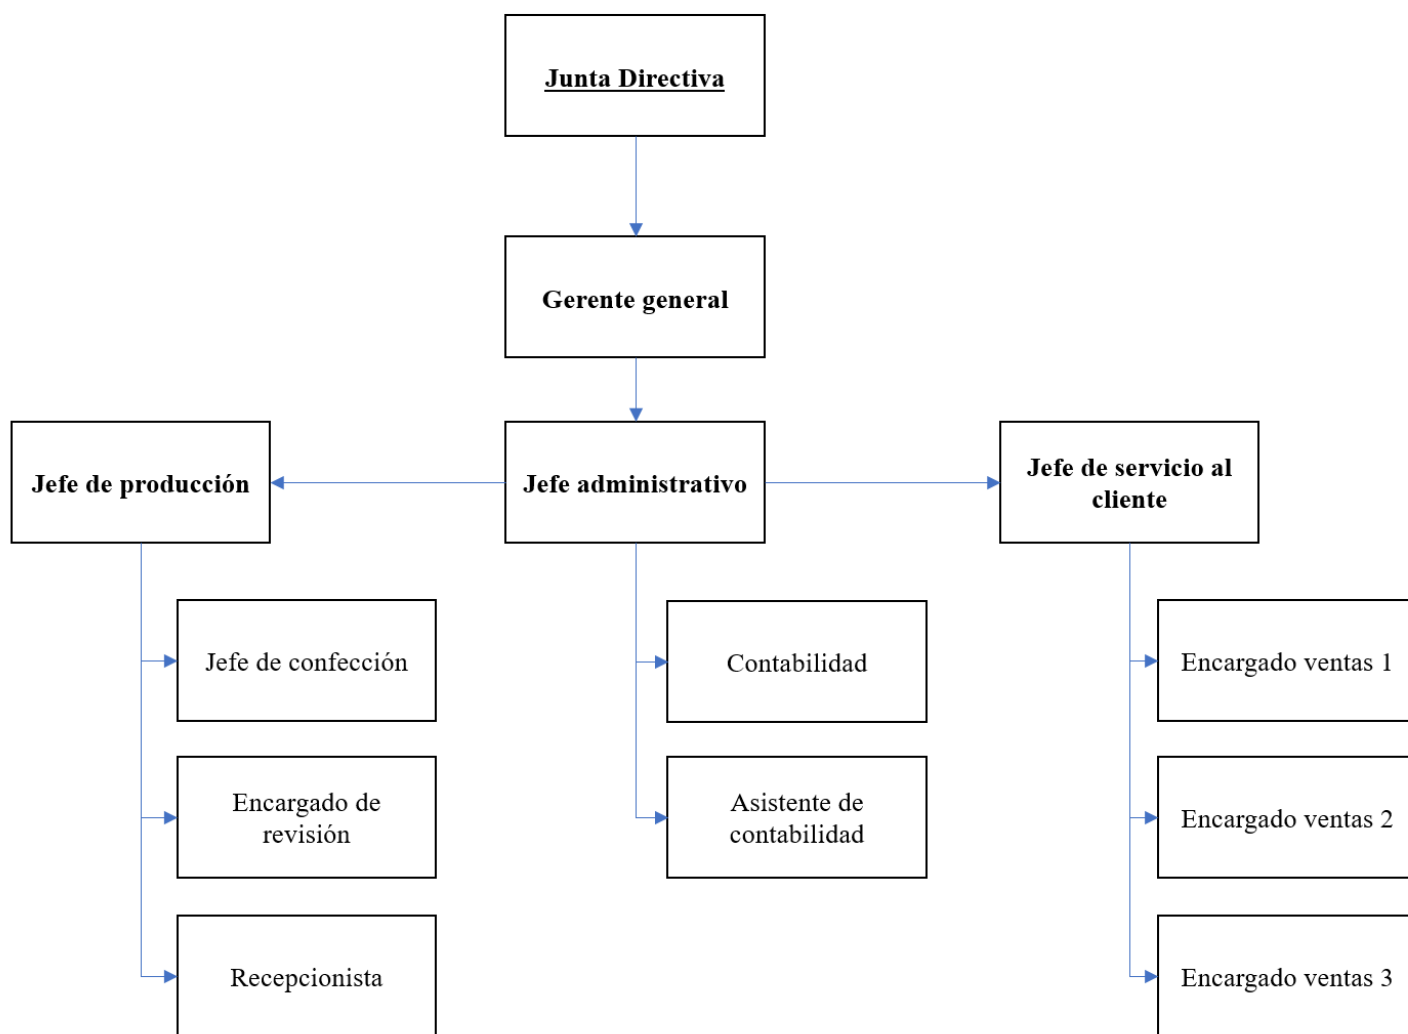 Junta Directiva
Gerente general
Jefe de producción
Jefe administrativo
Jefe de servicio al
cliente
Jefe de confección
Contabilidad
Encargado ventas 1
Encargado de
revisión
Asistente de
contabilidad
Encargado ventas 2
Recepcionista
Encargado ventas 3